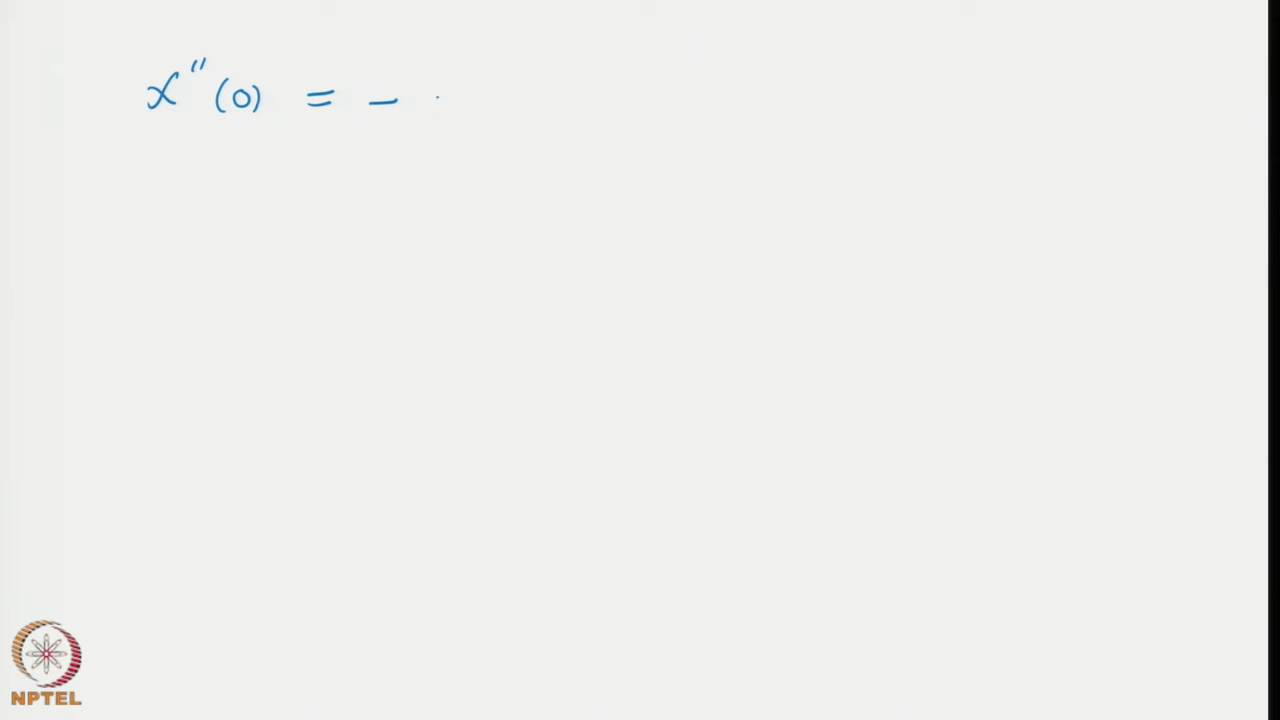 x''(0) = -
NPTEL